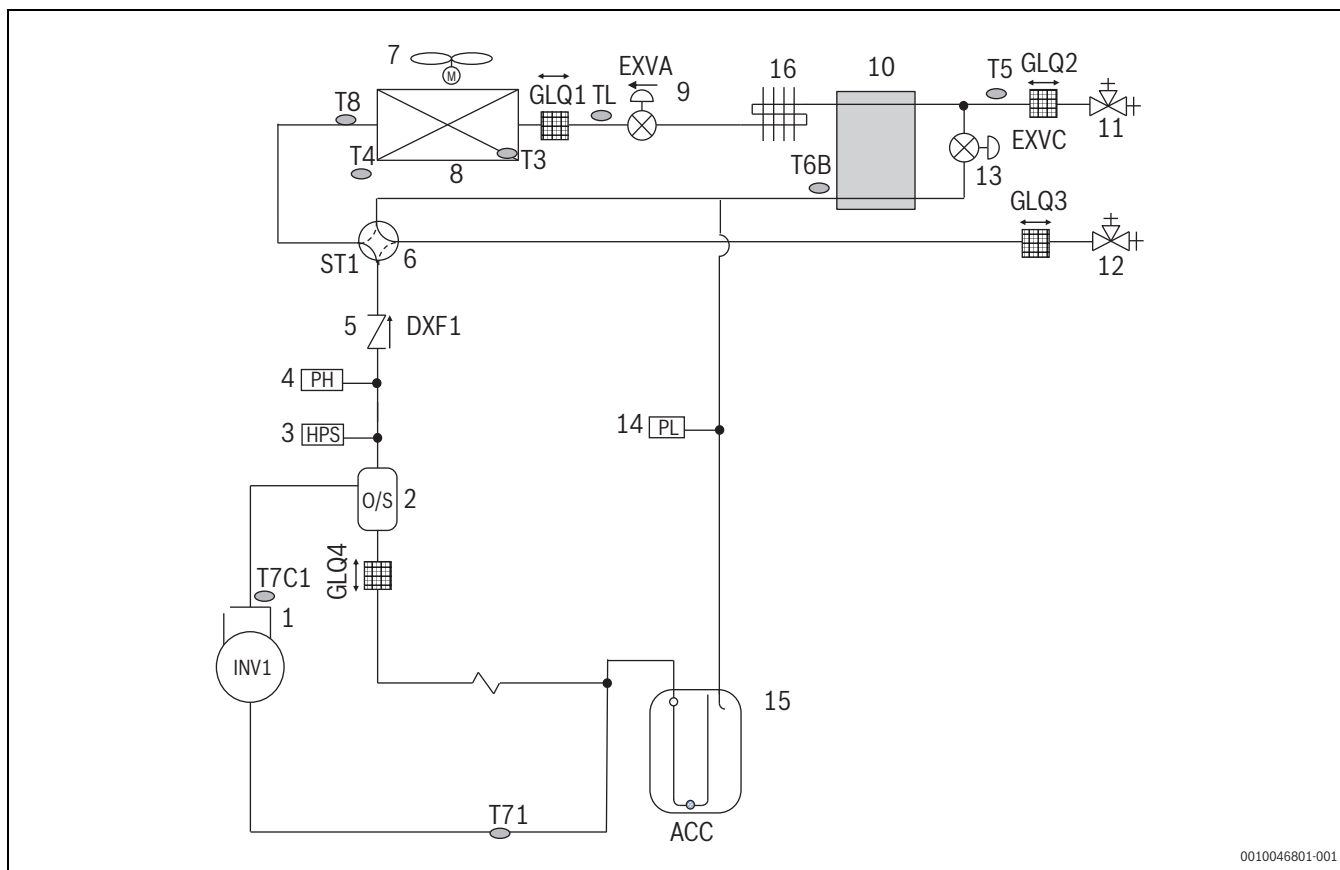 7
M
EXVA
9
16
10
T5
GLQ2
T8
GLQ1
TL
11
EXVC
T4
8
T3
T6B
13
GLQ3
ST1
6
12
5
DXF1
4
PH
3
HPS
14
PL
O/S
2
GLQ4
T7C1
1
INV1
15
T71
ACC
0010046801-001